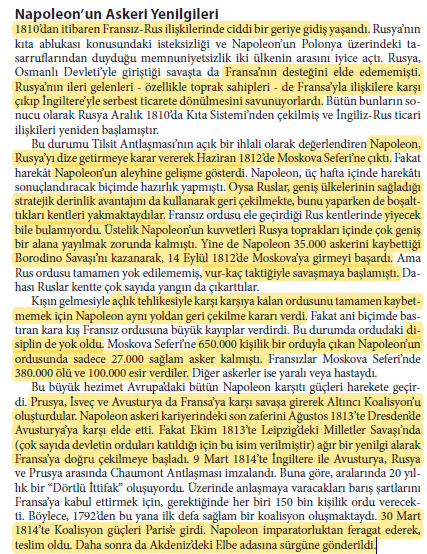 Napoleon’un Askeri Yenilgileri
1810’dan itibaren Fransız-Rus ilişkilerinde ciddi bir geriye gidiş yaşandı. Rusya’nın
kıta ablukası konusundaki isteksizliği ve Napoleon’un Polonya üzerindeki ta-
sarruflarından duyduğu memnuniyetsizlik iki ülkenin arasını iyice açtı. Rusya,
Osmanlı Devleti’yle giriştiği savaşta da Fransa’nın desteğini elde edememişti.
Rusya’nın ileri gelenleri - özellikle toprak sahipleri - de Fransa’yla ilişkilere karşı
çıkıp İngiltere’yle serbest ticarete dönülmesini savunuyorlardı. Bütün bunların so-
nucu olarak Rusya Aralık 1810’da Kıta Sistemi’nden çekilmiş ve İngiliz-Rus ticari
ilişkileri yeniden başlamıştır.
Bu durumu Tilsit Antlaşması’nın açık bir ihlali olarak değerlendiren Napoleon,
Rusya’yı dize getirmeye karar vererek Haziran 1812’de Moskova Seferi’ne çıktı. Fakat
harekât Napoleon’un aleyhine gelişme gösterdi. Napoleon, üç hafta içinde harekâtı
sonuçlandıracak biçimde hazırlık yapmıştı. Oysa Ruslar, geniş ülkelerinin sağladığı
stratejik derinlik avantajını da kullanarak geri çekilmekte, bunu yaparken de boşalt-
tıkları kentleri yakmaktaydılar. Fransız ordusu ele geçirdiği Rus kentlerinde yiyecek
bile bulamıyordu. Üstelik Napoleon’un kuvvetleri Rusya toprakları içinde çok geniş
bir alana yayılmak zorunda kalmıştı. Yine de Napoleon 35.000 askerini kaybettiği
Borodino Savaşı’nı kazanarak, 14 Eylül 1812’de Moskova’ya girmeyi başardı. Ama
Rus ordusu tamamen yok edilememiş, vur-kaç taktiğiyle savaşmaya başlamıştı. Da-
hası Ruslar kentte çok sayıda yangın da çıkarttılar.
Kışın gelmesiyle açlık tehlikesiyle karşı karşıya kalan ordusunu tamamen kaybet-
memek için Napoleon aynı yoldan geri çekilme kararı verdi. Fakat ani biçimde bas-
tıran kara kış Fransız ordusuna büyük kayıplar verdirdi. Bu durumda ordudaki di-
siplin de yok oldu. Moskova Seferi’ne 650.000 kişilik bir orduyla çıkan Napoleon’un
ordusunda sadece 27.000 sağlam asker kalmıştı. Fransızlar Moskova Seferi’nde
380.000 ölü ve 100.000 esir verdiler. Diğer askerler ise yaralı veya hastaydı.
Bu büyük hezimet Avrupa’daki bütün Napoleon karşıtı güçleri harekete geçir-
di. Prusya, İsveç ve Avusturya da Fransa’ya karşı savaşa girerek Altıncı Koalisyon’u
oluşturdular. Napoleon askeri kariyerindeki son zaferini Ağustos 1813’te Dresden’de
Avusturya’ya karşı elde etti. Fakat Ekim 1813’te Leipzig’deki Milletler Savaşı’nda
(çok sayıda devletin orduları katıldığı için bu isim verilmiştir) ağır bir yenilgi alarak
Fransa’ya doğru çekilmeye başladı. 9 Mart 1814’te İngiltere ile Avusturya, Rusya
ve Prusya arasında Chaumont Antlaşması imzalandı. Buna göre, aralarında 20 yıl-
lık bir “Dörtlü İttifak” oluşuyordu. Üzerinde anlaşmaya varacakları barış şartlarını
Fransa’ya kabul ettirmek için, gerektiğinde her biri 150 bin kişilik ordu verecek-
ti. Böylece, 1792’den bu yana ilk defa sağlam bir koalisyon oluşmaktaydı. 30 Mart
1814’te Koalisyon güçleri Paris’e girdi. Napoleon imparatorluktan feragat ederek,
teslim oldu. Daha sonra da Akdeniz’deki Elbe adasına sürgüne gönderildi.